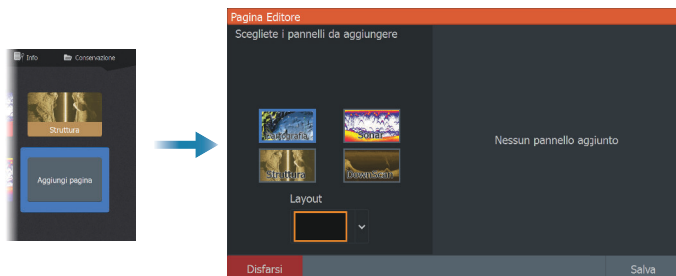 Info
Conservazione
Struttura
Aggiungi pagina
Pagina Editore
Scegliete i pannelli da aggiungere
Cartografia
Sonar
Struttura
DownScan
Layout
Nessun pannello aggiunto
Disfarsi
Salva